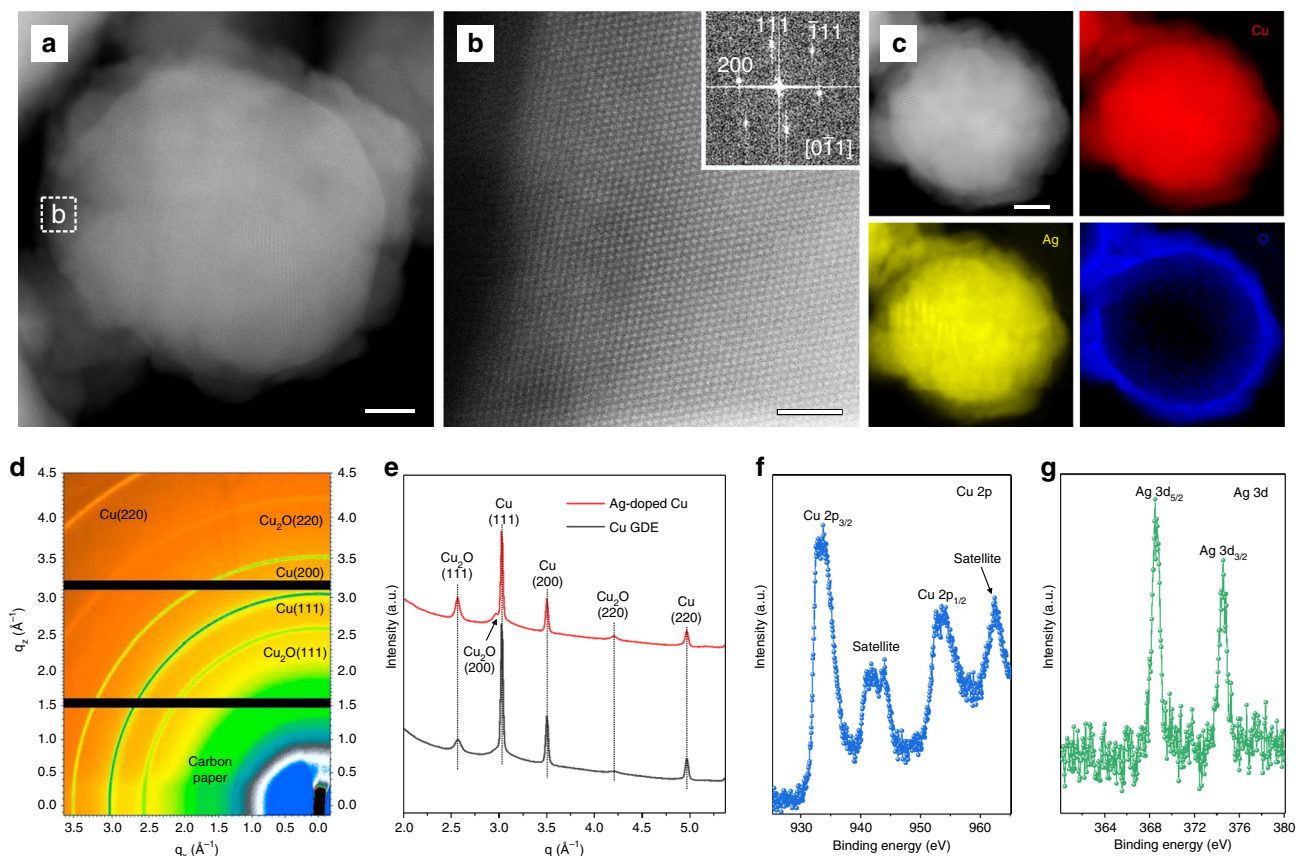 a
b
b
111
1̅11
200
[01̅1]
c
Cu
Ag
O
d
4.5
4.0
3.5
3.0
2.5
2.0
1.5
1.0
0.5
0.0
q_z (Å⁻¹)
Cu(220)
Cu₂O(220)
Cu(200)
Cu(111)
Cu₂O(111)
Carbon
paper
4.5
4.0
3.5
3.0
2.5
2.0
1.5
1.0
0.5
0.0
3.5 3.0 2.5 2.0 1.5 1.0 0.5 0.0
e
Intensity (a.u.)
Ag-doped Cu
Cu GDE
Cu₂O
(111)
Cu
(111)
Cu₂O
(200)
Cu
(200)
Cu₂O
(220)
Cu
(220)
2.0 2.5 3.0 3.5 4.0 4.5 5.0
q (Å⁻¹)
f
Cu 2p
Intensity (a.u.)
Cu 2p₃/₂
Satellite
Cu 2p₁/₂
Satellite
930 940 950 960
Binding energy (eV)
g
Ag 3d
Intensity (a.u.)
Ag 3d₅/₂
Ag 3d₃/₂
364 368 372 376 380
Binding energy (eV)